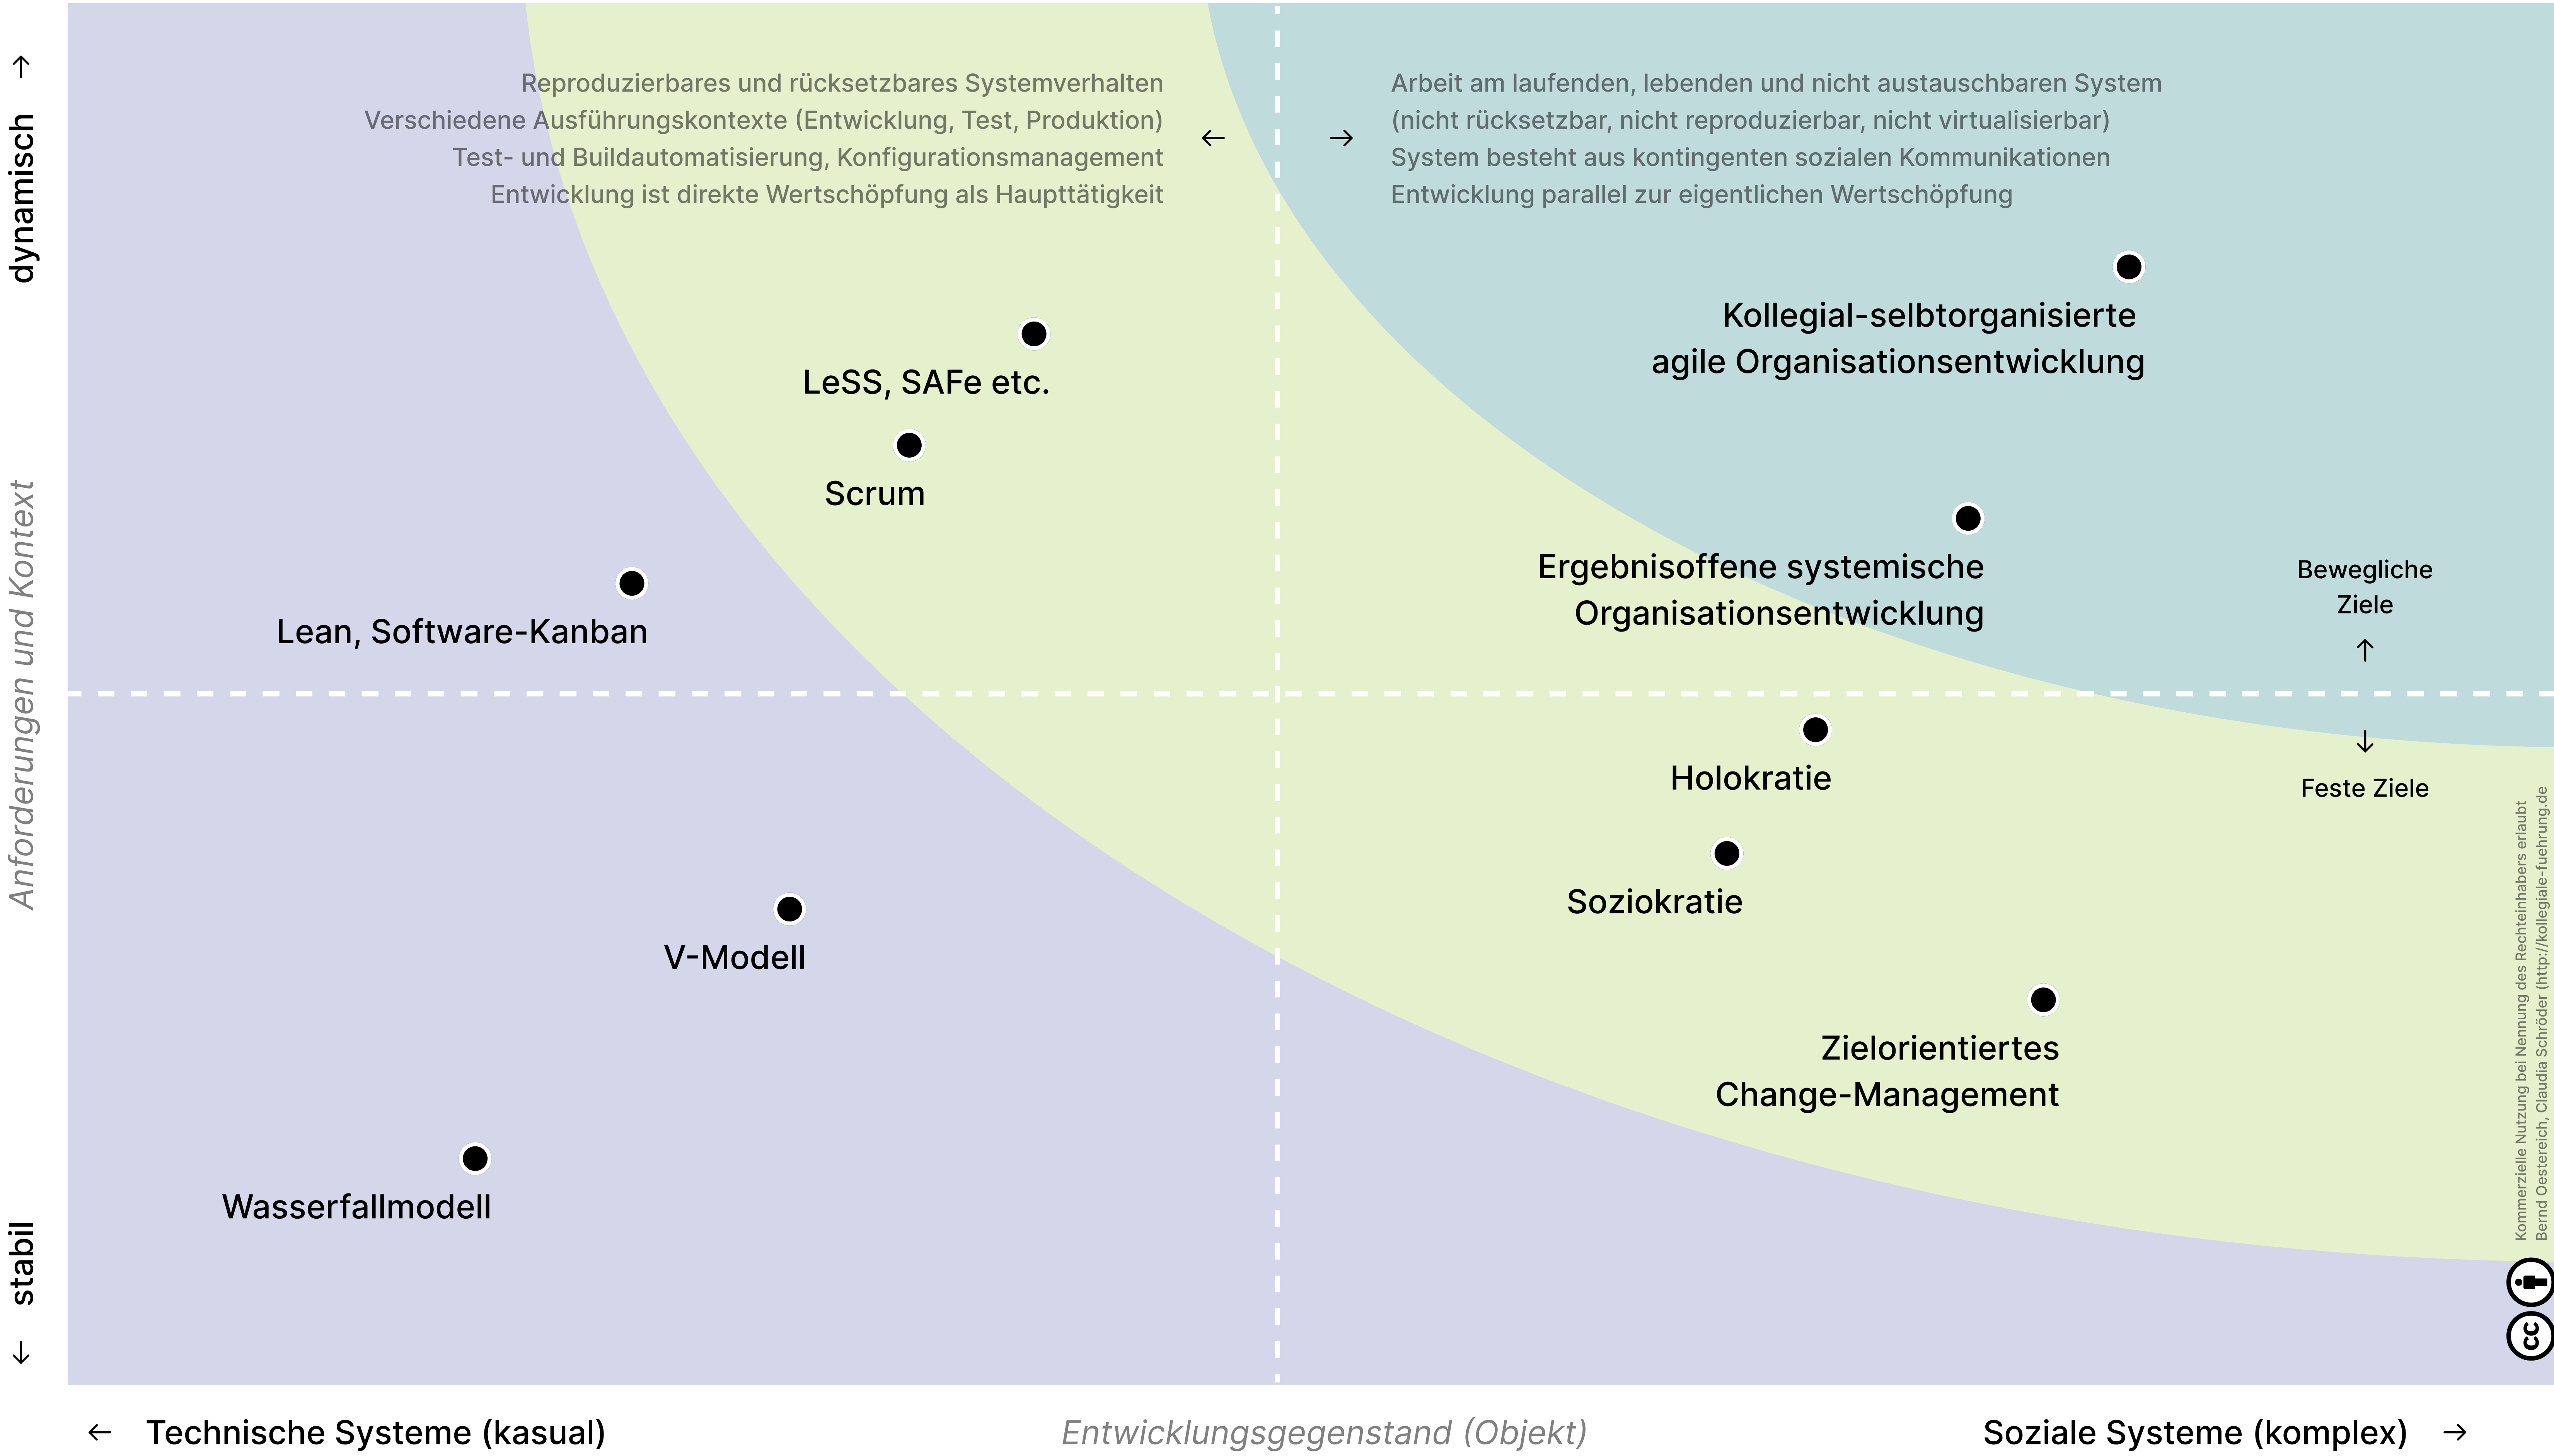 Reproduzierbares und rücksetzbares Systemverhalten
Verschiedene Ausführungskontexte (Entwicklung, Test, Produktion)
Test- und Buildautomatisierung, Konfigurationsmanagement
Entwicklung ist direkte Wertschöpfung als Haupttätigkeit
← →
Arbeit am laufenden, lebenden und nicht austauschbaren System
(nicht rücksetzbar, nicht reproduzierbar, nicht virtualisierbar)
System besteht aus kontingenten sozialen Kommunikationen
Entwicklung parallel zur eigentlichen Wertschöpfung
Kollegial-selbtorganisierte
agile Organisationsentwicklung
LeSS, SAFe etc.
Scrum
Lean, Software-Kanban
Ergebnisoffene systemische
Organisationsentwicklung
Bewegliche
Ziele
↑
↓
Feste Ziele
Holokratie
Soziokratie
V-Modell
Zielorientiertes
Change-Management
Wasserfallmodell
← stabil
Anforderungen und Kontext
dynamisch →
← Technische Systeme (kasual)
Entwicklungsgegenstand (Objekt)
Soziale Systeme (komplex) →
Kommerzielle Nutzung bei Nennung des Rechteinhabers erlaubt
Bernd Oestereich, Claudia Schröder (http://kollegiale-fuehrung.de
cc